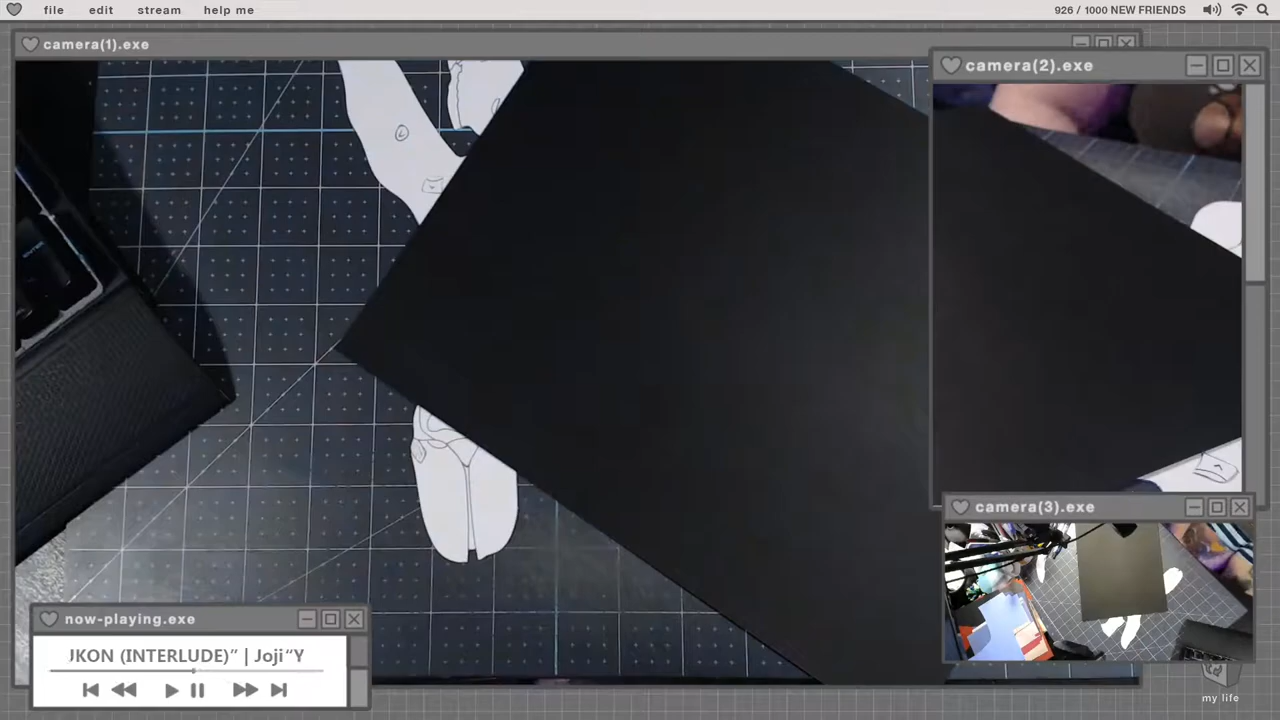 file edit stream help me 926 / 1000 NEW FRIENDS
camera(1).exe
camera(2).exe
camera(3).exe
now-playing.exe
JKON (INTERLUDE)” | Joji“Y
my life